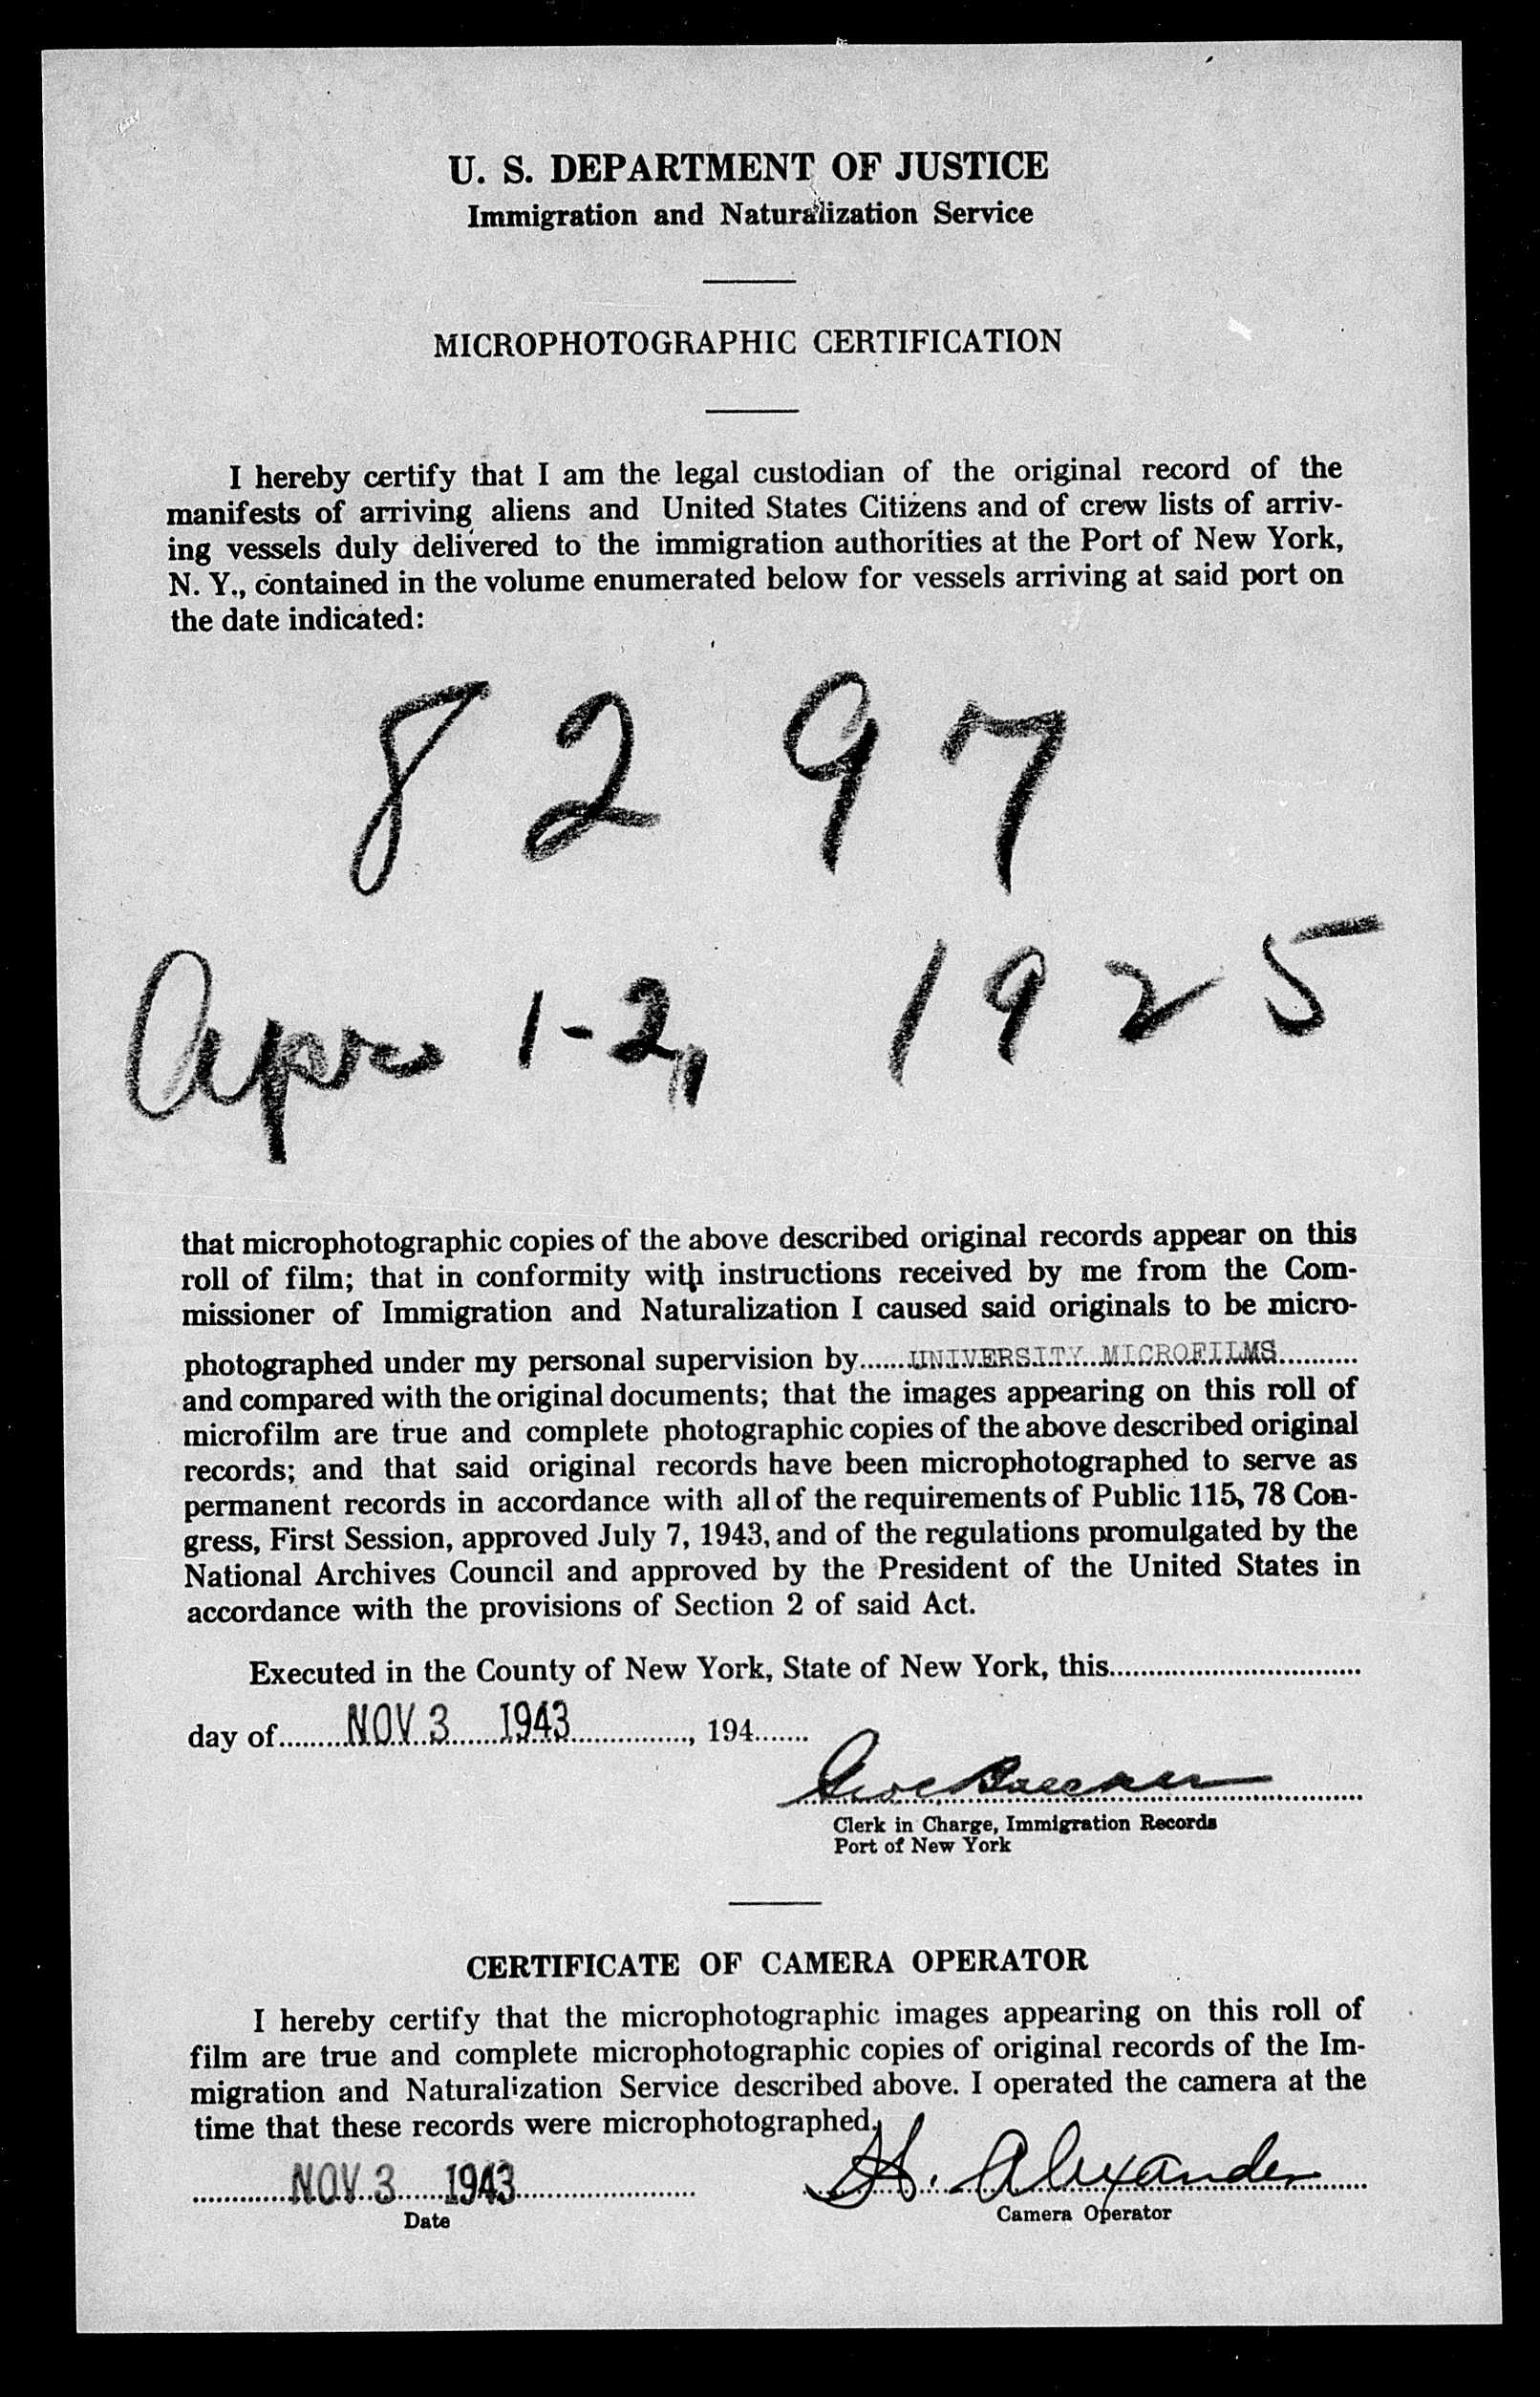 U. S. DEPARTMENT OF JUSTICE
Immigration and Naturalization Service
MICROPHOTOGRAPHIC CERTIFICATION
I hereby certify that I am the legal custodian of the original record of the
manifests of arriving aliens and United States Citizens and of crew lists of arriv-
ing vessels duly delivered to the immigration authorities at the Port of New York,
N. Y., contained in the volume enumerated below for vessels arriving at said port on
the date indicated:
8297
1-2, 1925
that microphotographic copies of the above described original records appear on this
roll of film; that in conformity with instructions received by me from the Com-
missioner of Immigration and Naturalization I caused said originals to be micro-
photographed under my personal supervision by.......UNIVERSITY MICROFILMS..........
and compared with the original documents; that the images appearing on this roll of
microfilm are true and complete photographic copies of the above described original
records; and that said original records have been microphotographed to serve as
permanent records in accordance with all of the requirements of Public 115, 78 Con-
gress, First Session, approved July 7, 1943, and of the regulations promulgated by the
National Archives Council and approved by the President of the United States in
accordance with the provisions of Section 2 of said Act.
Executed in the County of New York, State of New York, this................................
day of.........NOV 3 1943..............., 194.......
Clerk in Charge, Immigration Records
Port of New York
CERTIFICATE OF CAMERA OPERATOR
I hereby certify that the microphotographic images appearing on this roll of
film are true and complete microphotographic copies of original records of the Im-
migration and Naturalization Service described above. I operated the camera at the
time that these records were microphotographed.
NOV 3 1943 H. Alexander
Date Camera Operator